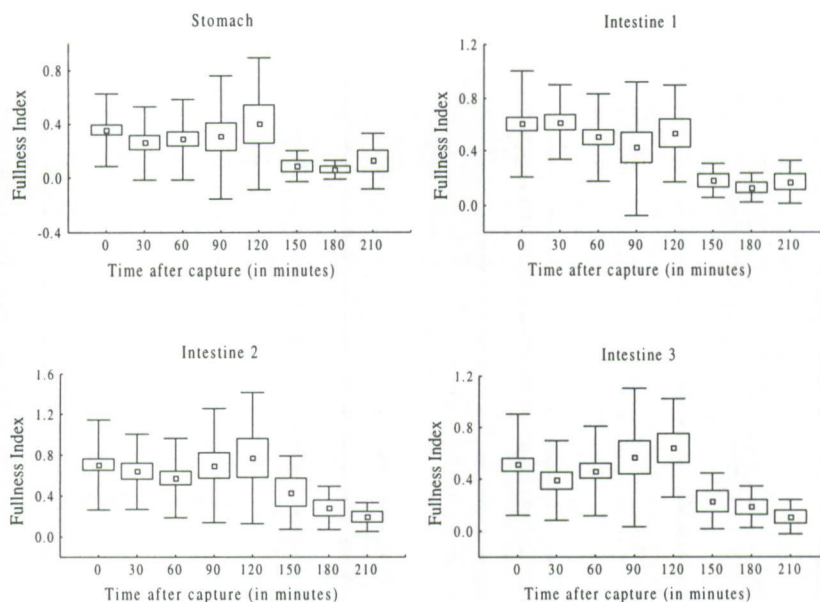 Stomach
Fullness Index
0.8
0.4
0.0
-0.4
0 30 60 90 120 150 180 210
Time after capture (in minutes)
Intestine 1
Fullness Index
1.2
0.8
0.4
0.0
0 30 60 90 120 150 180 210
Time after capture (in minutes)
Intestine 2
Fullness Index
1.6
1.2
0.8
0.4
0.0
0 30 60 90 120 150 180 210
Time after capture (in minutes)
Intestine 3
Fullness Index
1.2
0.8
0.4
0.0
0 30 60 90 120 150 180 210
Time after capture (in minutes)